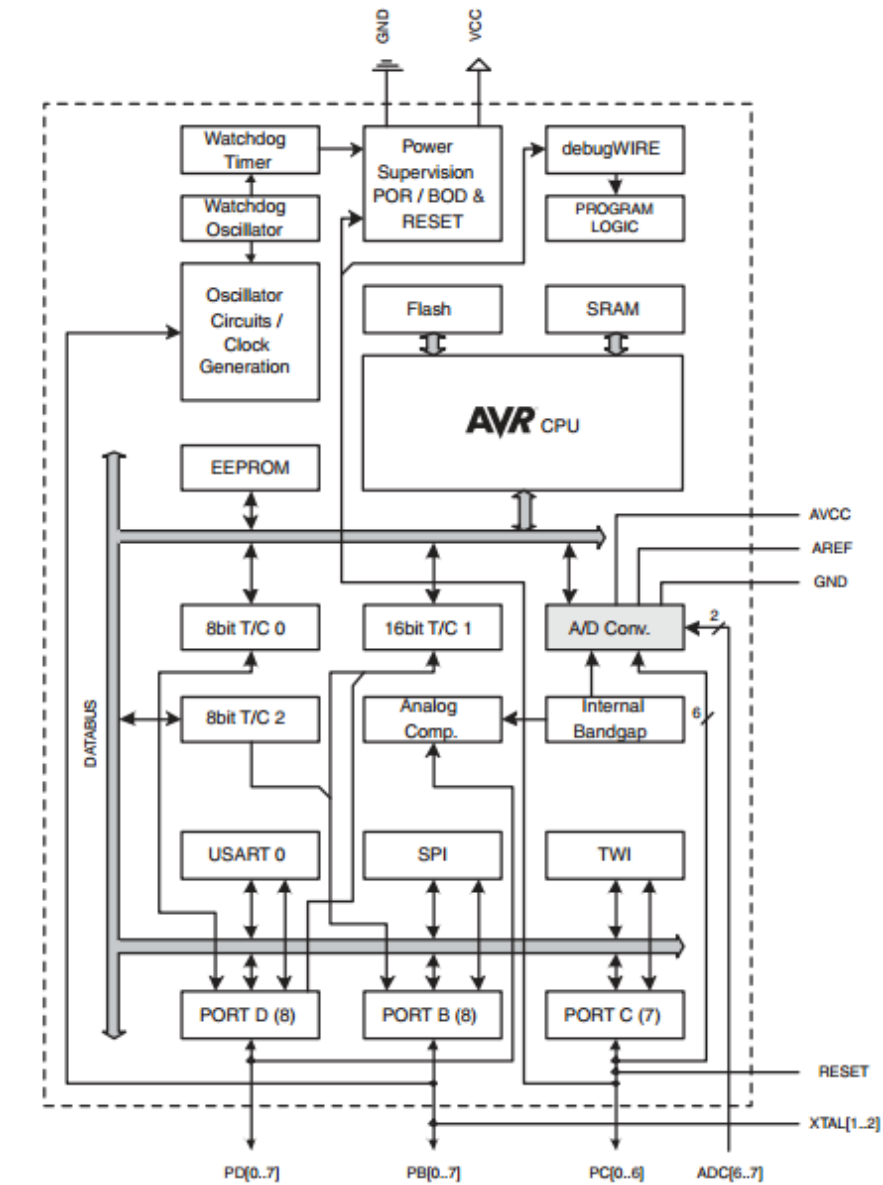 GND
VCC
Watchdog
Timer
Power
Supervision
POR / BOD &
RESET
debugWIRE
Watchdog
Oscillator
PROGRAM
LOGIC
Oscillator
Circuits /
Clock
Generation
Flash
SRAM
AVR CPU
EEPROM
AVCC
AREF
GND
8bit T/C 0
16bit T/C 1
A/D Conv.
2
8bit T/C 2
Analog
Comp.
Internal
Bandgap
6
DATABUS
USART 0
SPI
TWI
PORT D (8)
PORT B (8)
PORT C (7)
RESET
XTAL[1..2]
PD[0..7]
PB[0..7]
PC[0..6]
ADC[6..7]